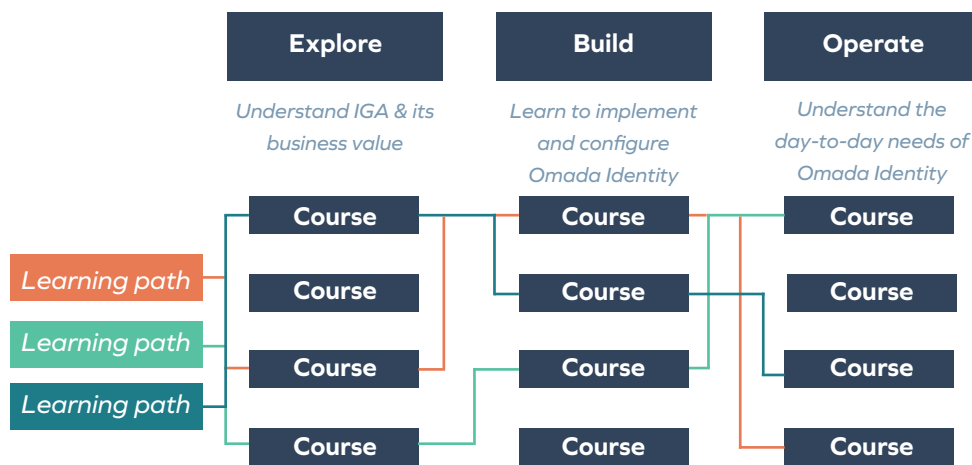 Explore
Build
Operate
Understand IGA & its
business value
Learn to implement
and configure
Omada Identity
Understand the
day-to-day needs of
Omada Identity
Course
Course
Course
Learning path
Course
Course
Course
Learning path
Course
Course
Course
Learning path
Course
Course
Course